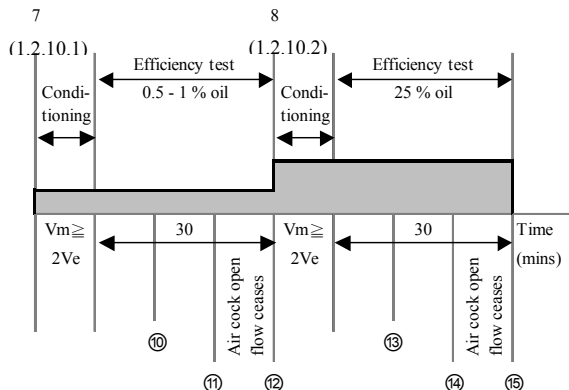 7 8
(1.2.10.1) (1.2.10.2)
Efficiency test Efficiency test
Condi- 0.5 - 1 % oil Condi- 25 % oil
tioning tioning
Vm≧ 30 Vm≧ 30 Time
2Ve 2Ve (mins)
Air cock open
flow ceases
Air cock open
flow ceases
⑩ ⑬
⑪ ⑫ ⑭ ⑮